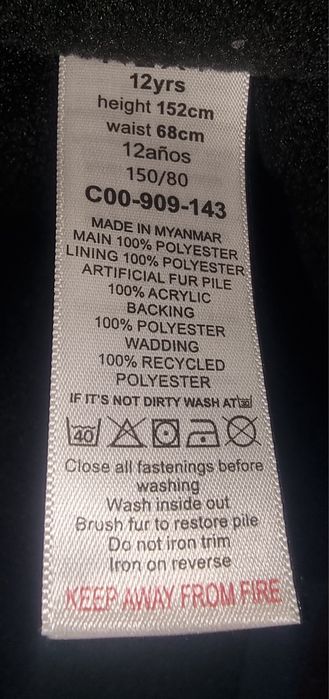 12yrs
height 152cm
waist 68cm
12años
150/80
C00-909-143
MADE IN MYANMAR
MAIN 100% POLYESTER
LINING 100% POLYESTER
ARTIFICIAL FUR PILE
100% ACRYLIC
BACKING
100% POLYESTER
WADDING
100% RECYCLED
POLYESTER
IF IT'S NOT DIRTY WASH AT
40
Close all fastenings before
washing
Wash inside out
Brush fur to restore pile
Do not iron trim
Iron on reverse
KEEP AWAY FROM FIRE